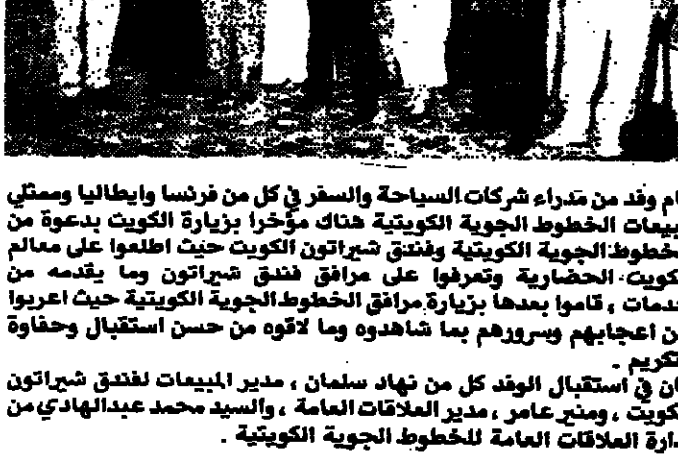 ام وفد من مدراء شركات السياحة والسفر في كل من فرنسا وايطاليا وممثلي
بيعات الخطوط الجوية الكويتية هناك مؤخرا بزيارة الكويت بدعوة من
خطوط الجوية الكويتية وفندق شيراتون الكويت حيث اطلعوا على معالم
كويت الحضارية وتعرفوا على مرافق فندق شيراتون وما يقدمه من
دمات ، قاموا بعدها بزيارة مرافق الخطوط الجوية الكويتية حيث اعربوا
ن اعجابهم وسرورهم بما شاهدوه وما لاقوه من حسن استقبال وحفاوة
تكريم .
ان في استقبال الوفد كل من نهاد سلمان ، مدير المبيعات لفندق شيراتون
كويت ، ومنير عامر ، مدير العلاقات العامة ، والسيد محمد عبدالهادي من
دارة العلاقات العامة للخطوط الجوية الكويتية .